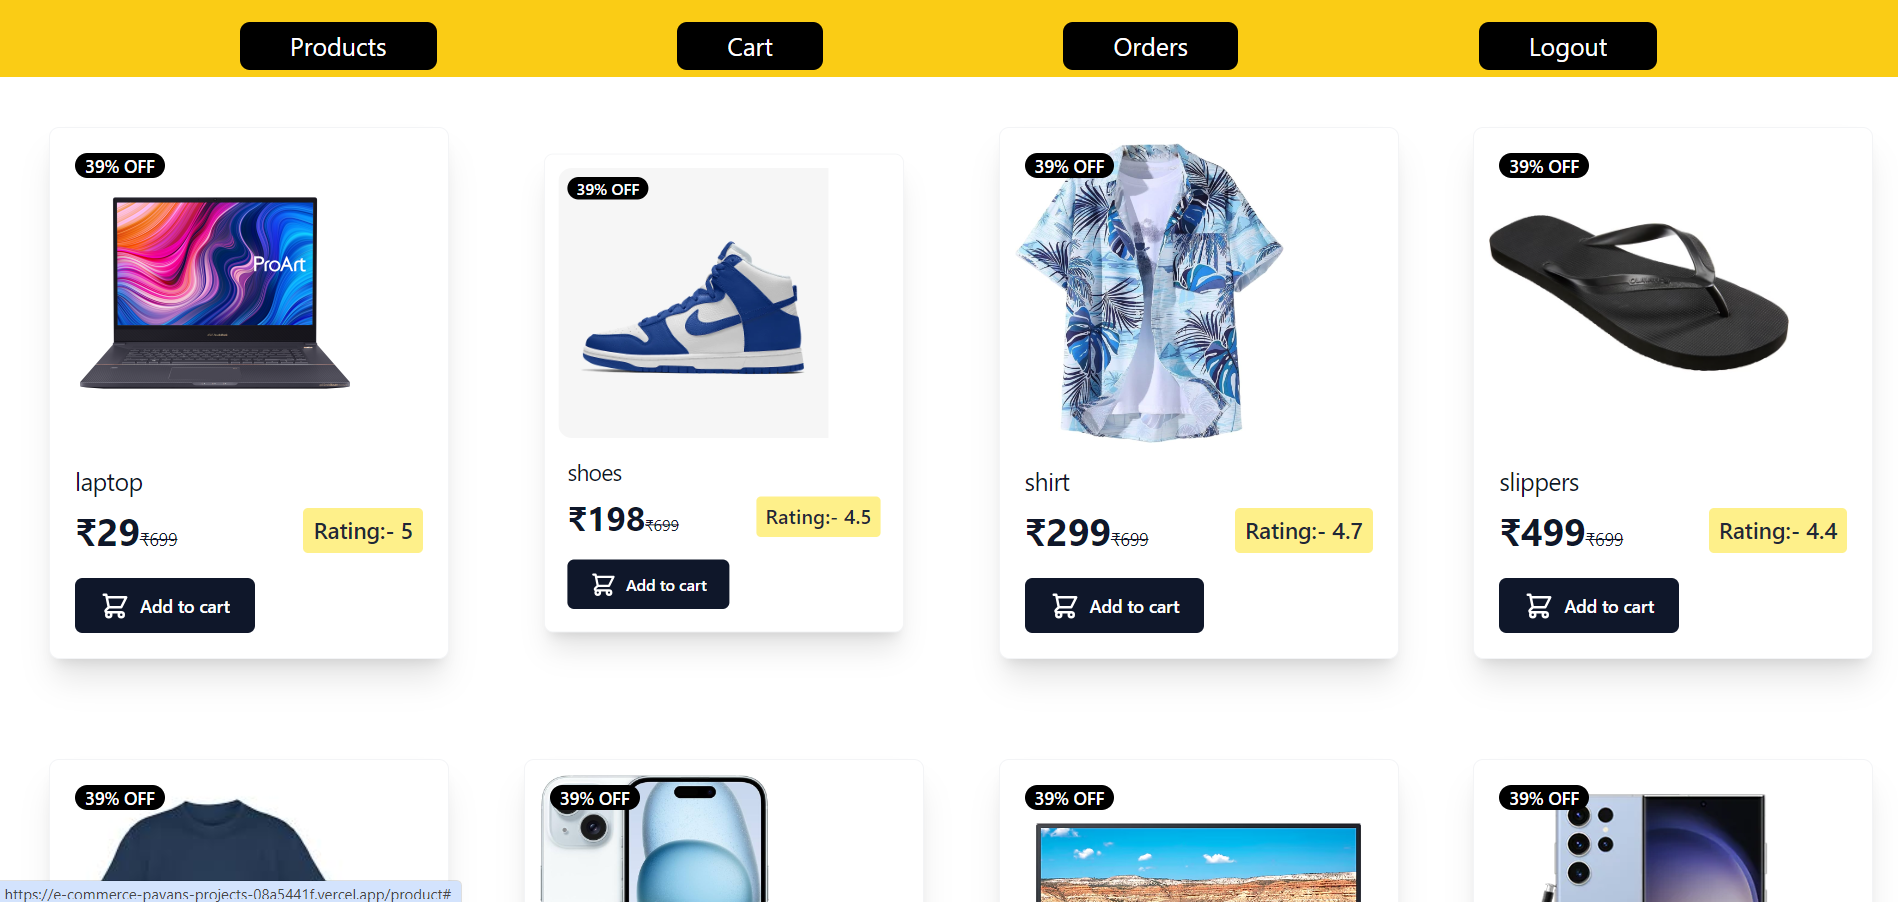 Products Cart Orders Logout
39% OFF
ProArt
laptop
₹29₹699 Rating:- 5
Add to cart
39% OFF
shoes
₹198₹699 Rating:- 4.5
Add to cart
39% OFF
shirt
₹299₹699 Rating:- 4.7
Add to cart
39% OFF
slippers
₹499₹699 Rating:- 4.4
Add to cart
39% OFF
39% OFF
39% OFF
39% OFF
https://e-commerce-pavans-projects-08a5441f.vercel.app/product#